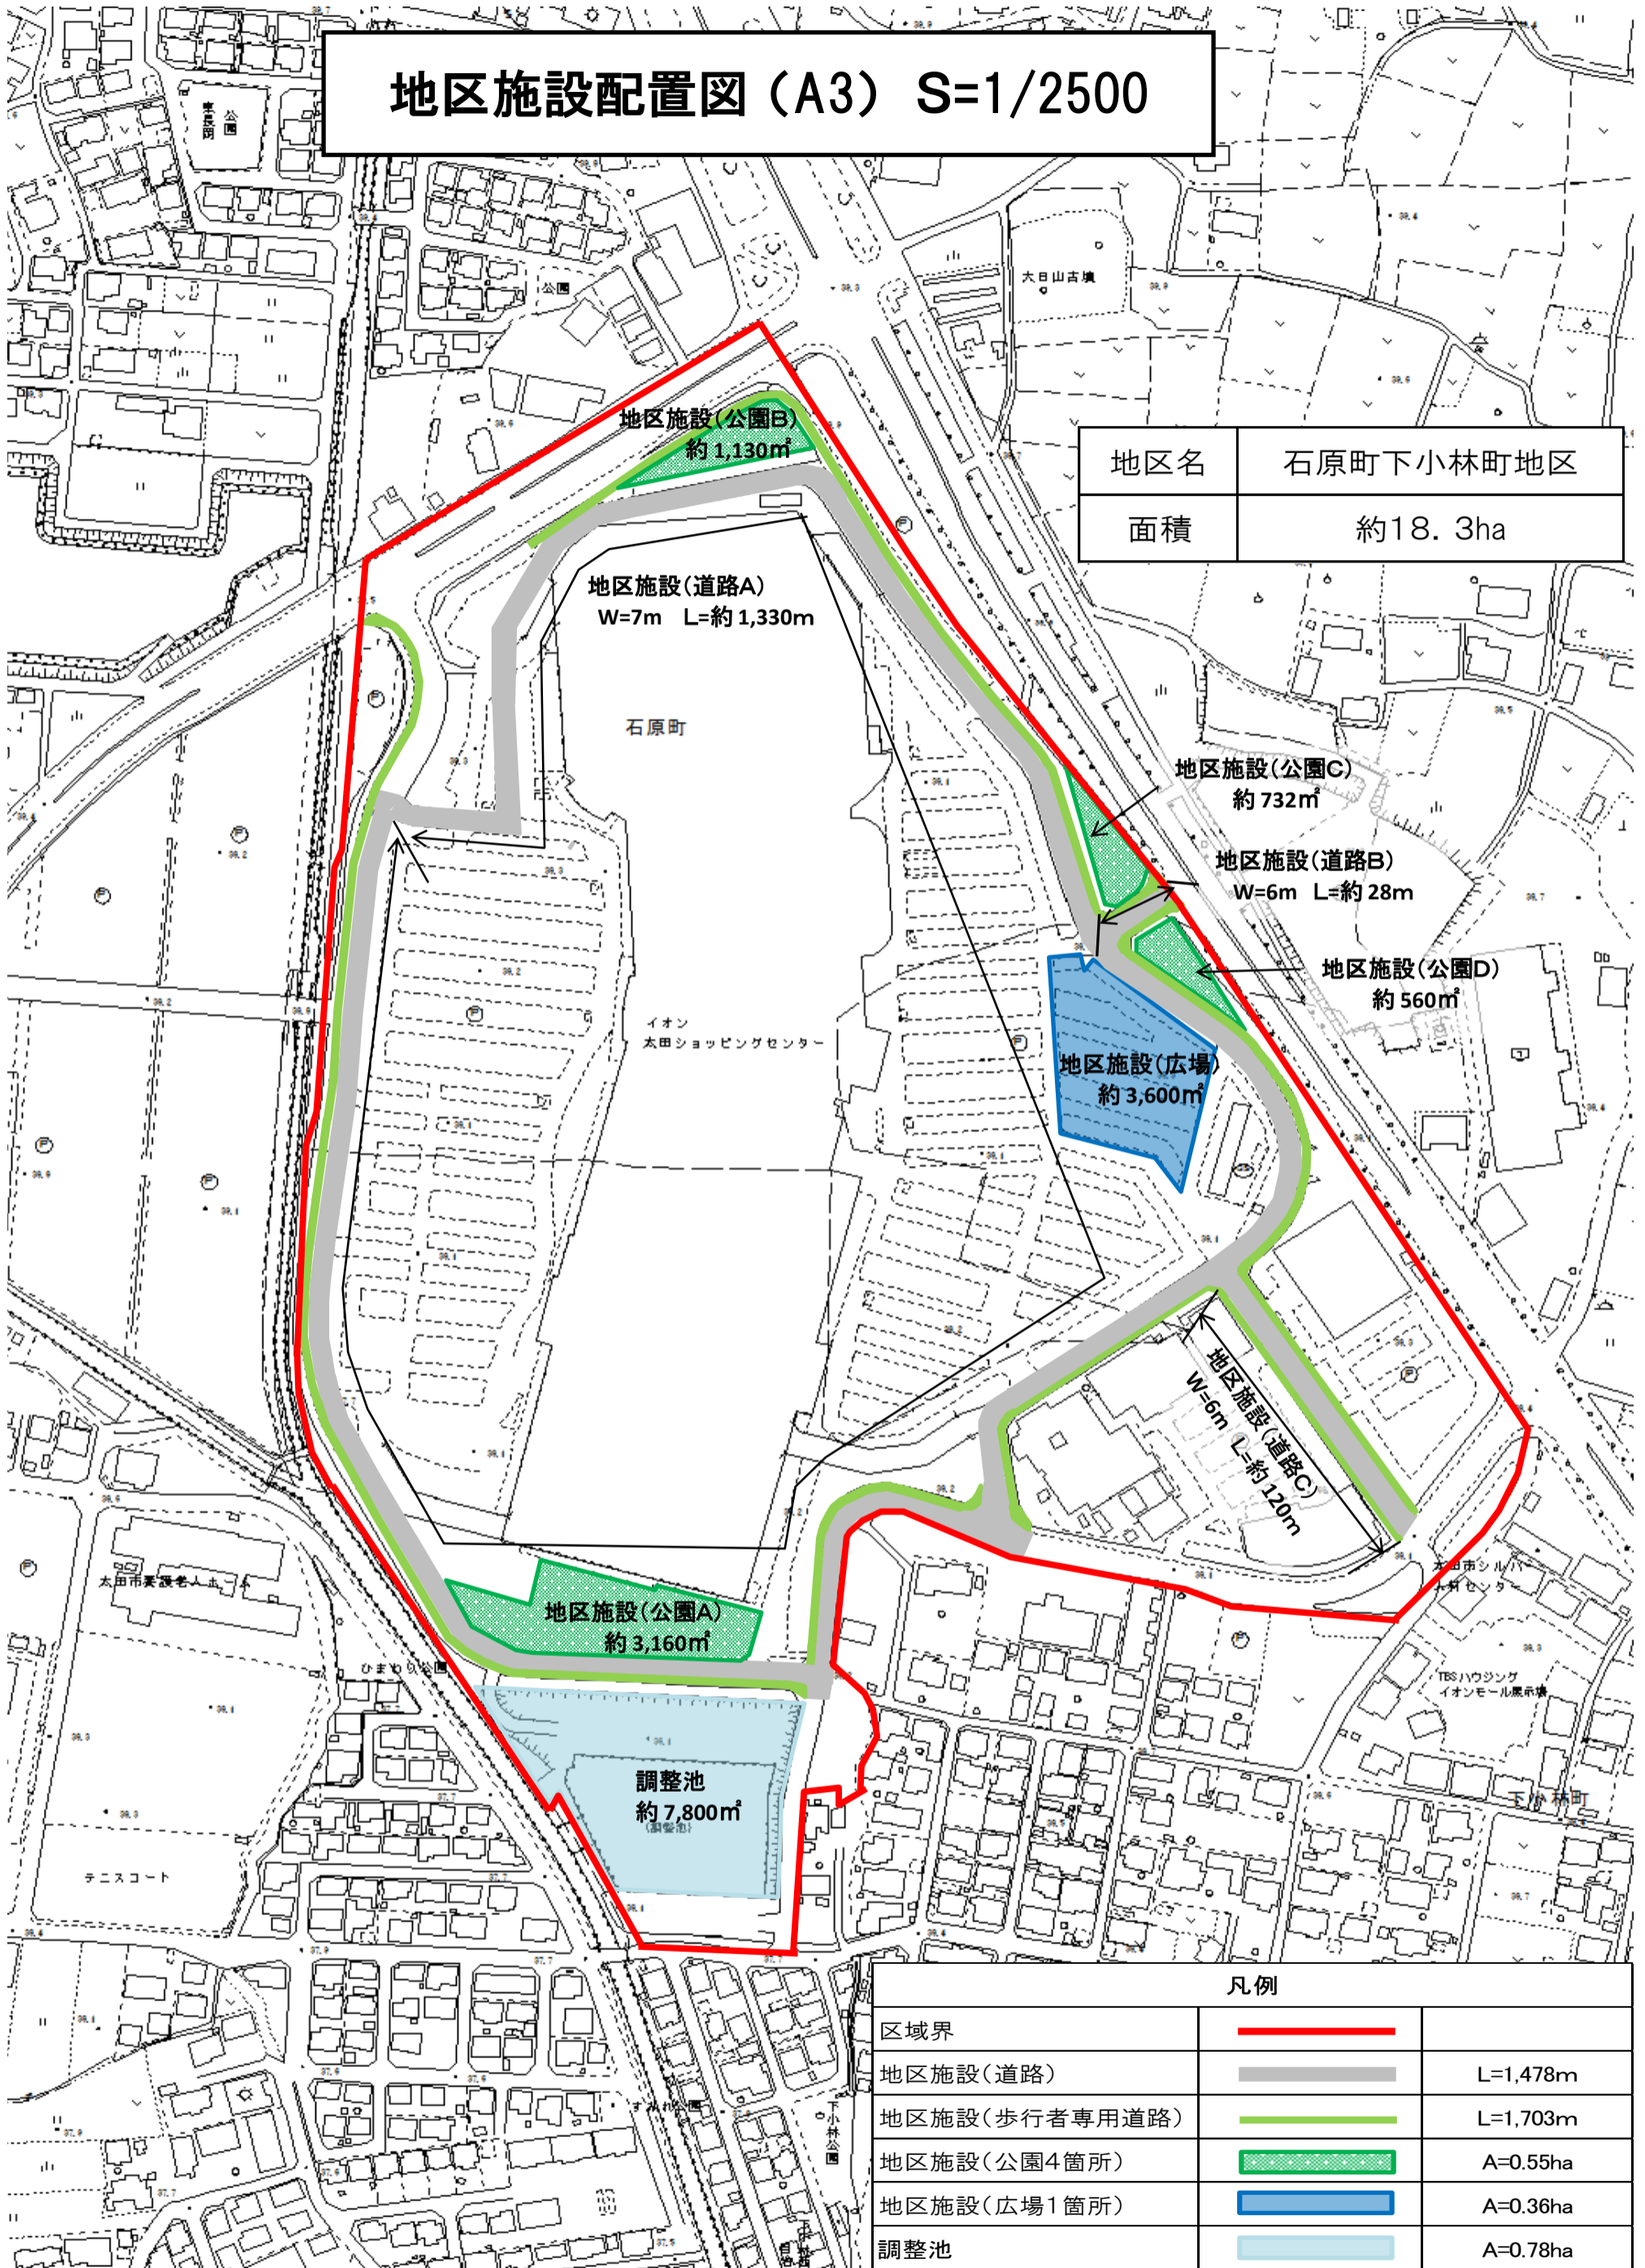 地区施設配置図（A3） S=1/2500
東長岡
公園
公園
大日山古墳
地区名 石原町下小林町地区
面積 約18．3ha
地区施設(公園B)
約 1,130㎡
地区施設(道路A)
W=7m L=約 1,330m
石原町
地区施設(公園C)
約 732㎡
地区施設(道路B)
W=6m L=約 28m
地区施設(公園D)
約 560㎡
イオン
太田ショッピングセンター
地区施設(広場)
約 3,600㎡
地区施設(道路C)
W=6m L=約 120m
太田市養護老人ホーム
太田市シルバー
人材センター
地区施設(公園A)
約 3,160㎡
ひまわり公園
TBSハウジング
イオンモール展示場
調整池
約 7,800㎡
(調整池)
下小林町
テニスコート
すみれ公園
下小林公園
凡例
区域界
地区施設(道路) L=1,478m
地区施設(歩行者専用道路) L=1,703m
地区施設(公園4箇所) A=0.55ha
地区施設(広場1箇所) A=0.36ha
調整池 A=0.78ha